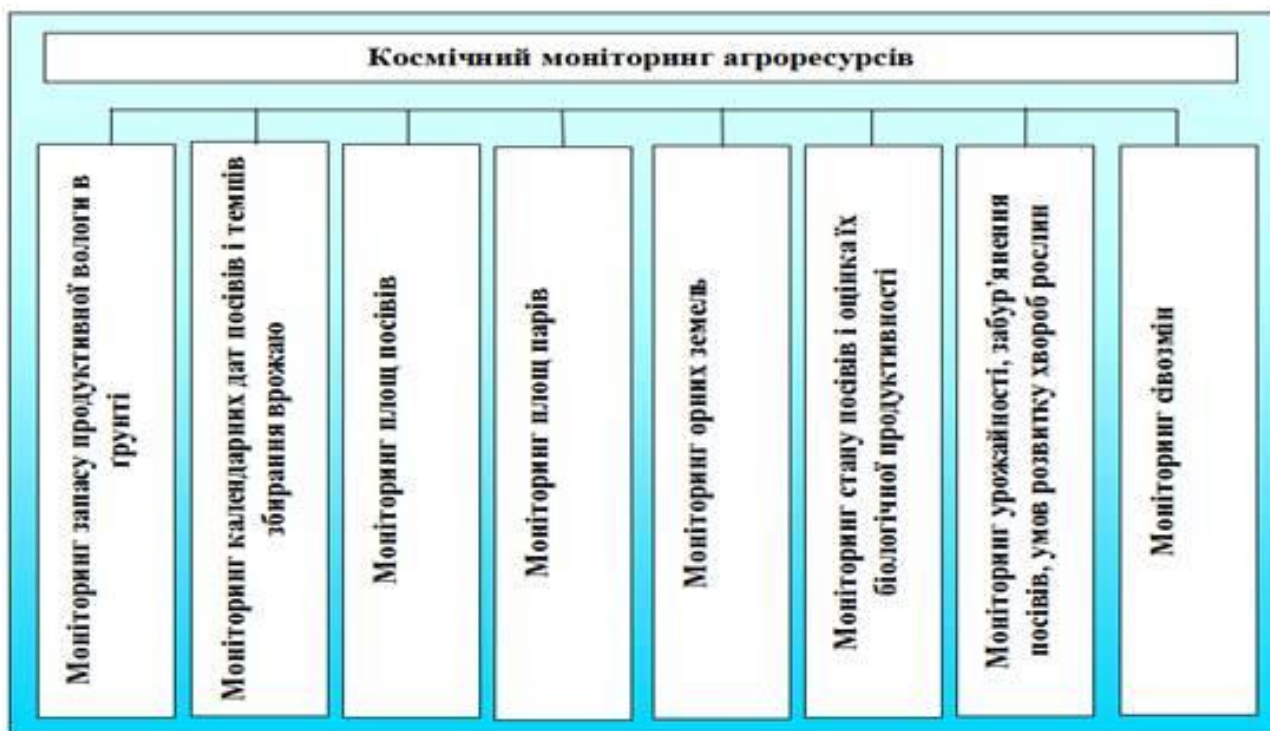 Космічний моніторинг агроресурсів
Моніторинг запасу продуктивної вологи в
ґрунті
Моніторинг календарних дат посівів і темпів
збирання врожаю
Моніторинг площ посівів
Моніторинг площ парів
Моніторинг орних земель
Моніторинг стану посівів і оцінка їх
біологічної продуктивності
Моніторинг урожайності, забур’янення
посівів, умов розвитку хвороб рослин
Моніторинг сівозмін